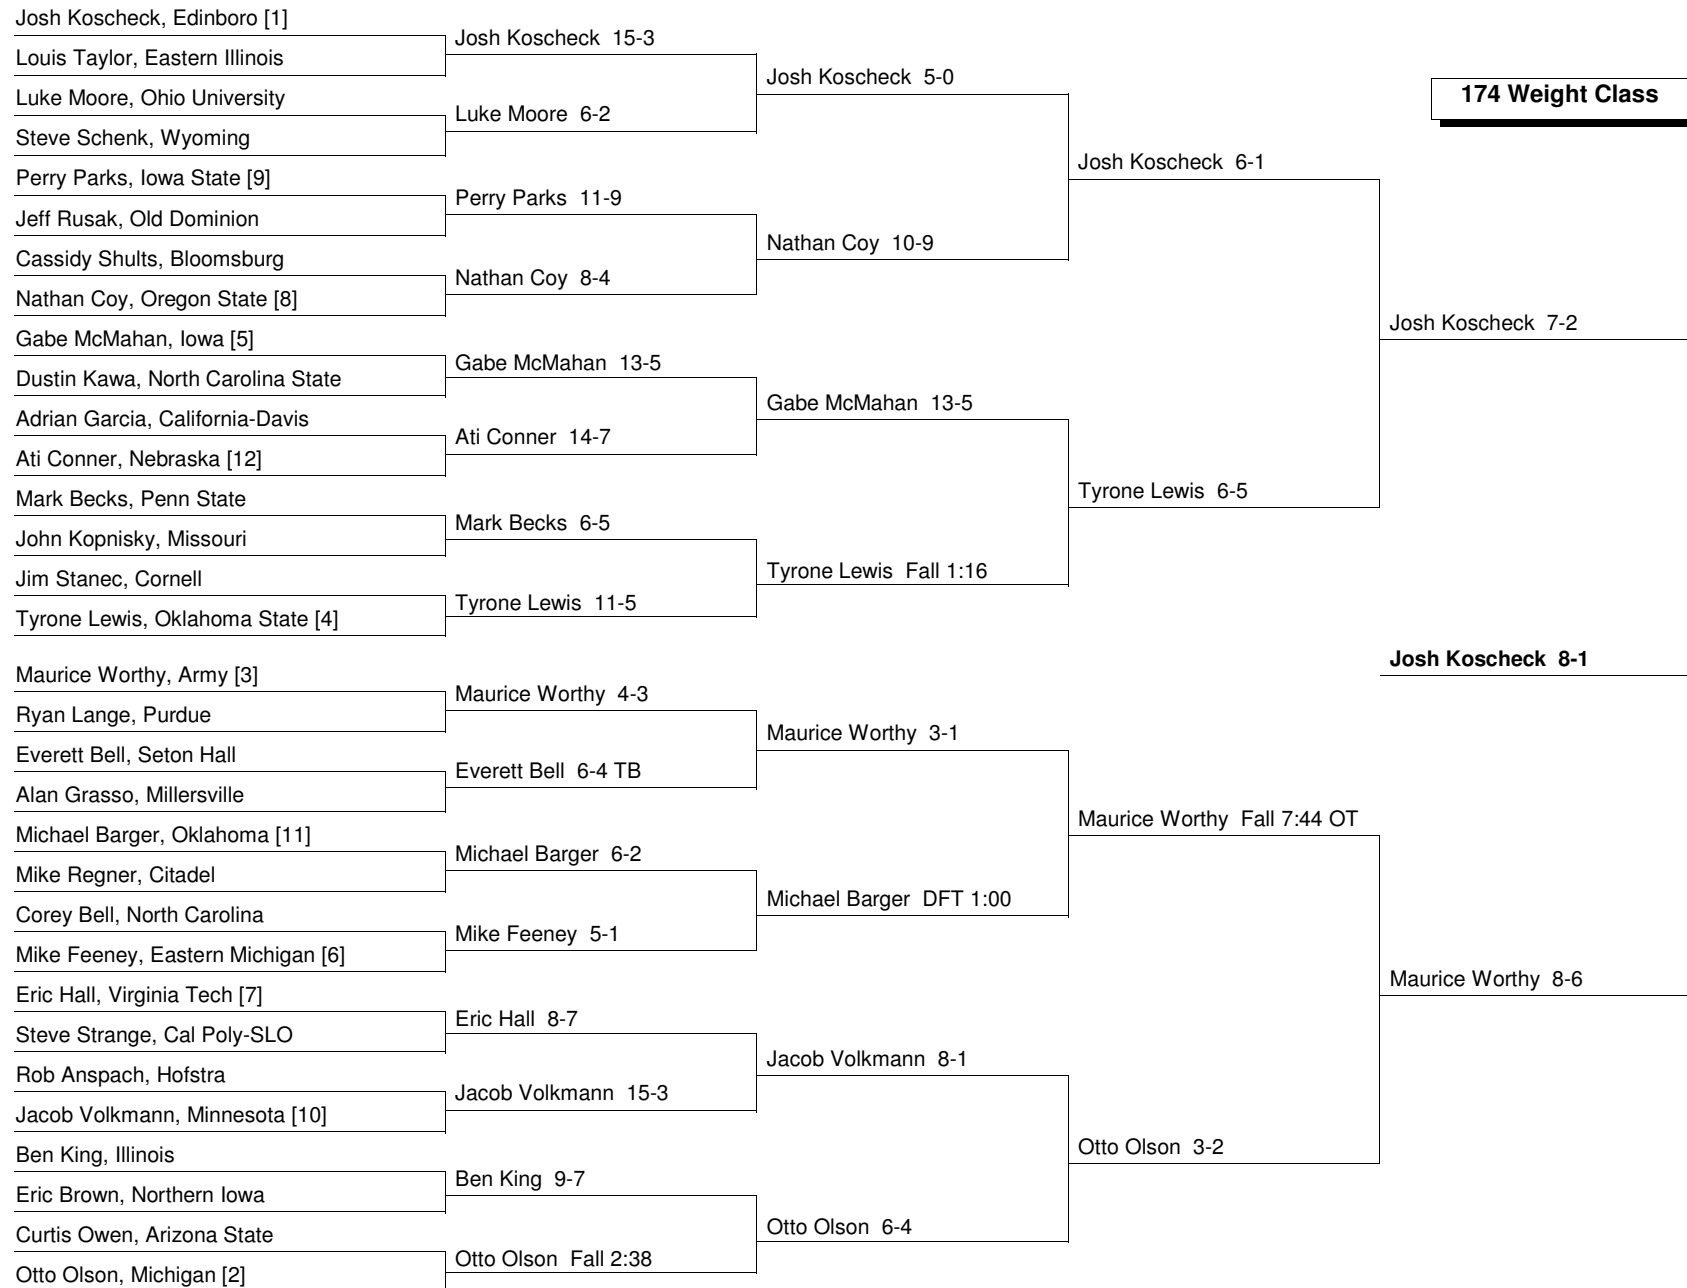 Josh Koscheck, Edinboro [1]
Louis Taylor, Eastern Illinois
Luke Moore, Ohio University
Steve Schenk, Wyoming
Perry Parks, Iowa State [9]
Jeff Rusak, Old Dominion
Cassidy Shults, Bloomsburg
Nathan Coy, Oregon State [8]
Gabe McMahan, Iowa [5]
Dustin Kawa, North Carolina State
Adrian Garcia, California-Davis
Ati Conner, Nebraska [12]
Mark Becks, Penn State
John Kopnisky, Missouri
Jim Stanec, Cornell
Tyrone Lewis, Oklahoma State [4]
Maurice Worthy, Army [3]
Ryan Lange, Purdue
Everett Bell, Seton Hall
Alan Grasso, Millersville
Michael Barger, Oklahoma [11]
Mike Regner, Citadel
Corey Bell, North Carolina
Mike Feeney, Eastern Michigan [6]
Eric Hall, Virginia Tech [7]
Steve Strange, Cal Poly-SLO
Rob Anspach, Hofstra
Jacob Volkmann, Minnesota [10]
Ben King, Illinois
Eric Brown, Northern Iowa
Curtis Owen, Arizona State
Otto Olson, Michigan [2]
Josh Koscheck 15-3
Luke Moore 6-2
Perry Parks 11-9
Nathan Coy 8-4
Gabe McMahan 13-5
Ati Conner 14-7
Mark Becks 6-5
Tyrone Lewis 11-5
Maurice Worthy 4-3
Everett Bell 6-4 TB
Michael Barger 6-2
Mike Feeney 5-1
Eric Hall 8-7
Jacob Volkmann 15-3
Ben King 9-7
Otto Olson Fall 2:38
Josh Koscheck 5-0
Nathan Coy 10-9
Gabe McMahan 13-5
Tyrone Lewis Fall 1:16
Maurice Worthy 3-1
Michael Barger DFT 1:00
Jacob Volkmann 8-1
Otto Olson 6-4
Josh Koscheck 6-1
Tyrone Lewis 6-5
Maurice Worthy Fall 7:44 OT
Otto Olson 3-2
174 Weight Class
Josh Koscheck 7-2
Josh Koscheck 8-1
Maurice Worthy 8-6